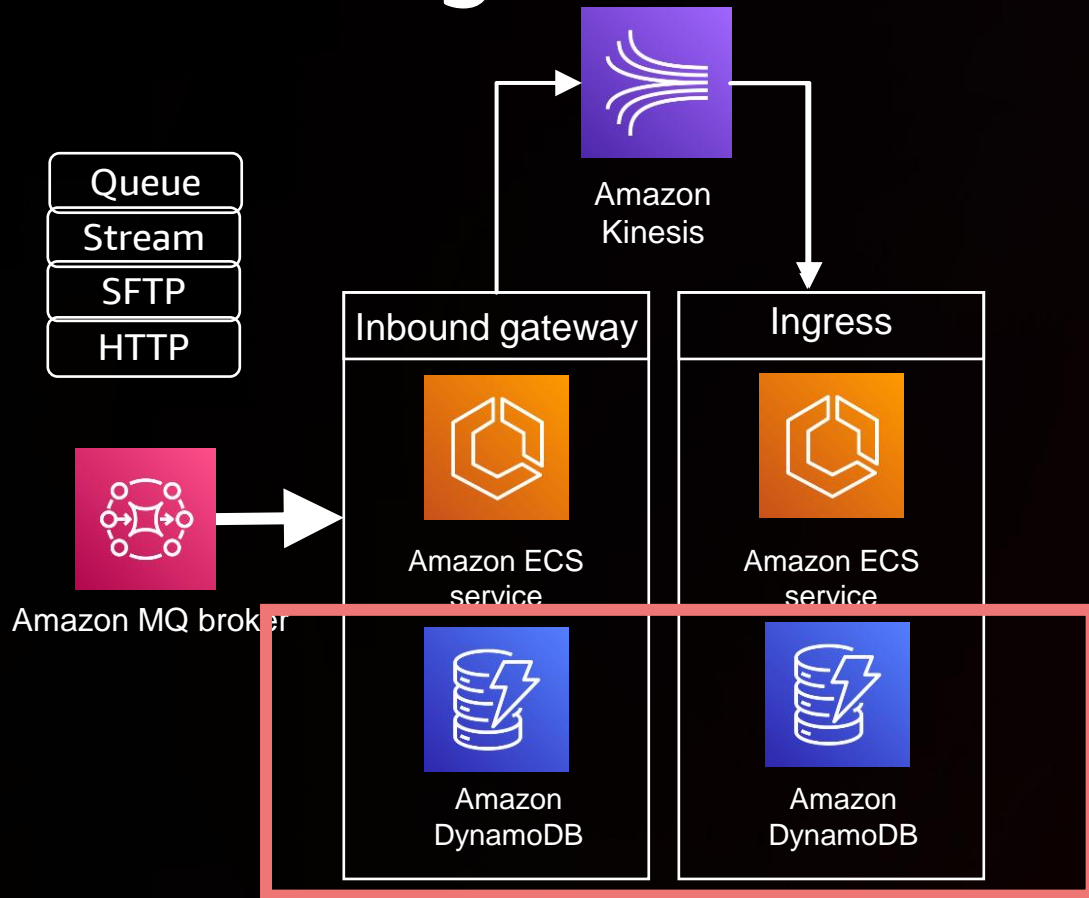 Amazon
Kinesis
Queue
Stream
SFTP
HTTP
Inbound gateway
Ingress
Amazon ECS
service
Amazon ECS
service
Amazon MQ broker
Amazon
DynamoDB
Amazon
DynamoDB